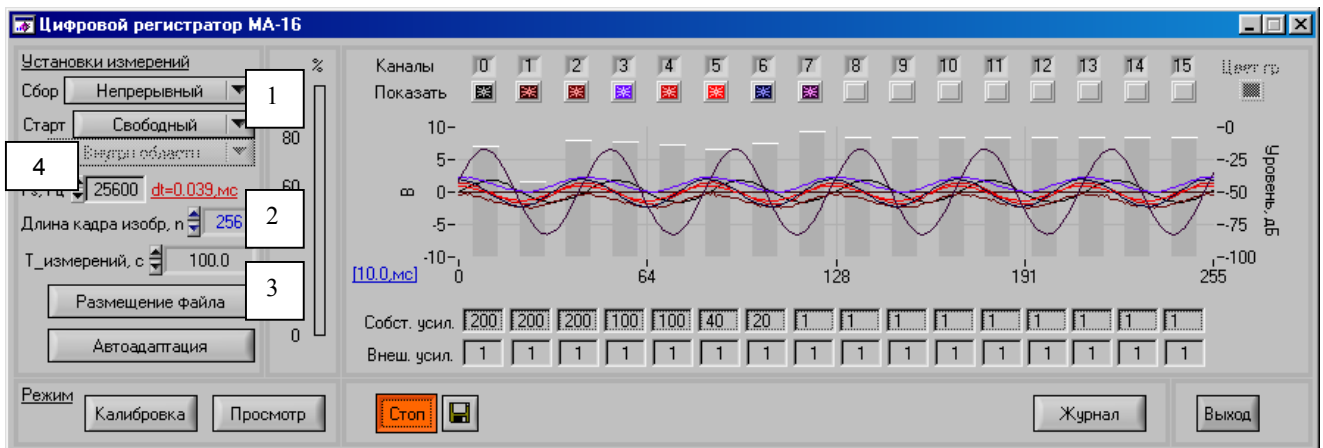 Цифровой регистратор МА-16
Установки измерений
Сбор Непрерывный 1
Старт Свободный
4
25600 dt=0.039,мс
Длина кадра изобр, n 256 2
T_измерений, с 100.0
Размещение файла 3
Автоадаптация
%
80
60
0
Каналы 0 1 2 3 4 5 6 7 8 9 10 11 12 13 14 15
Показать
В
10-
5-
0-
-5-
-10-
[10.0,мс]
0 64 128 191 255
-0
-25
-50
-75
-100
Уровень, дБ
Собст. усил. 200 200 200 100 100 40 20 1 1 1 1 1 1 1 1 1
Внеш. усил. 1 1 1 1 1 1 1 1 1 1 1 1 1 1 1 1
Режим
Калибровка Просмотр
Стоп
Журнал
Выход